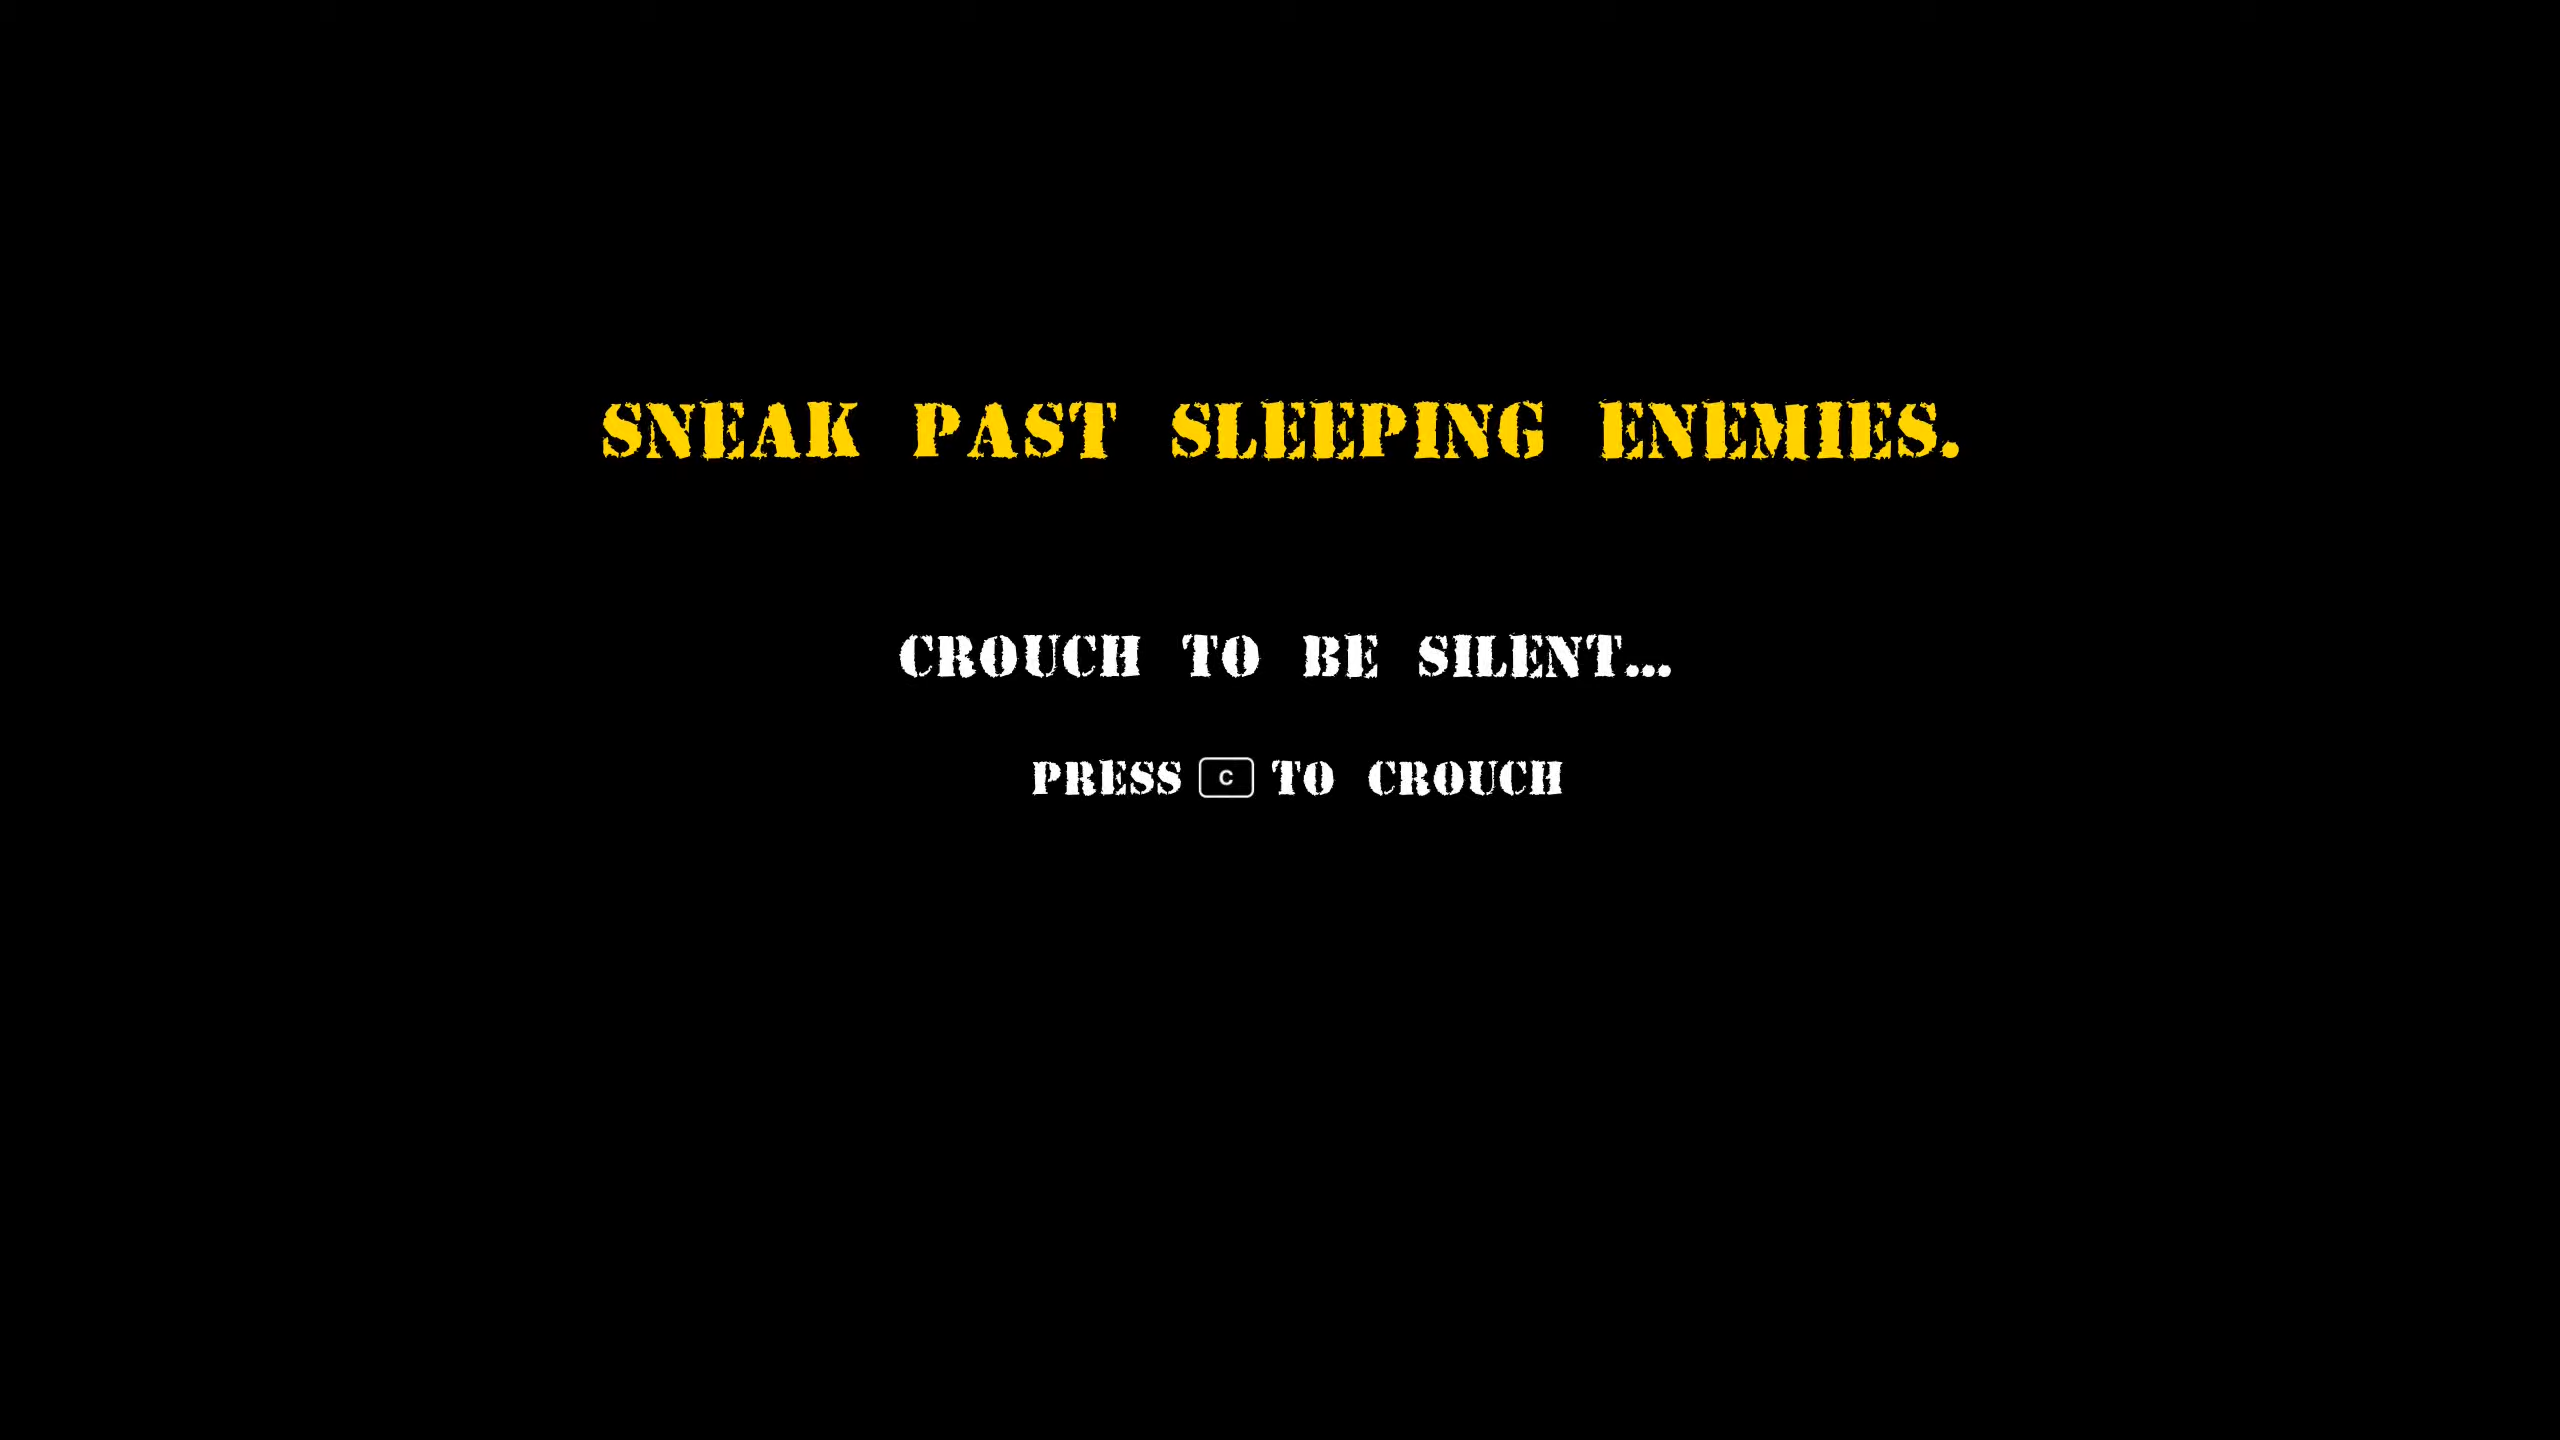 SNEAK PAST SLEEPING ENEMIES.
CROUCH TO BE SILENT...
PRESS C TO CROUCH